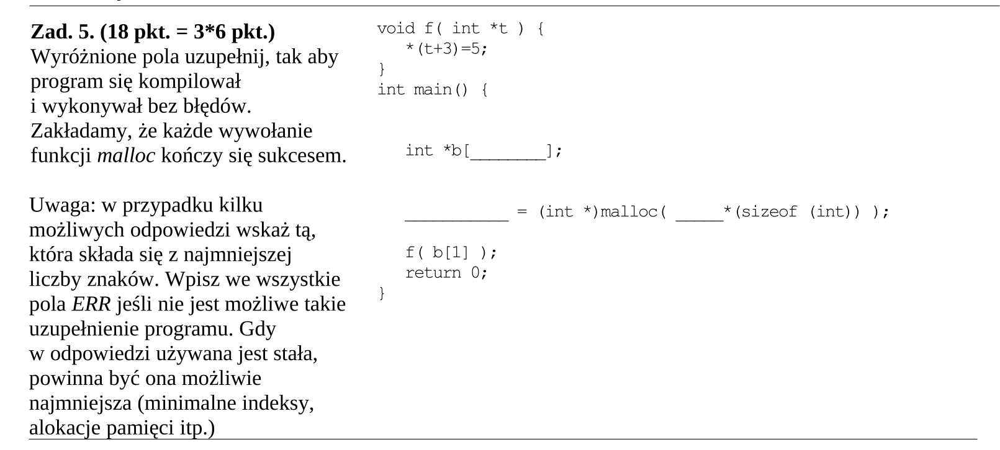 Zad. 5. (18 pkt. = 3*6 pkt.)
Wyróżnione pola uzupełnij, tak aby
program się kompilował
i wykonywał bez błędów.
Zakładamy, że każde wywołanie
funkcji malloc kończy się sukcesem.
Uwaga: w przypadku kilku
możliwych odpowiedzi wskaż tą,
która składa się z najmniejszej
liczby znaków. Wpisz we wszystkie
pola ERR jeśli nie jest możliwe takie
uzupełnienie programu. Gdy
w odpowiedzi używana jest stała,
powinna być ona możliwie
najmniejsza (minimalne indeksy,
alokacje pamięci itp.)
void f( int *t ) {
*(t+3)=5;
}
int main() {
int *b[________];
___________ = (int *)malloc( _____*(sizeof (int)) );
f( b[1] );
return 0;
}